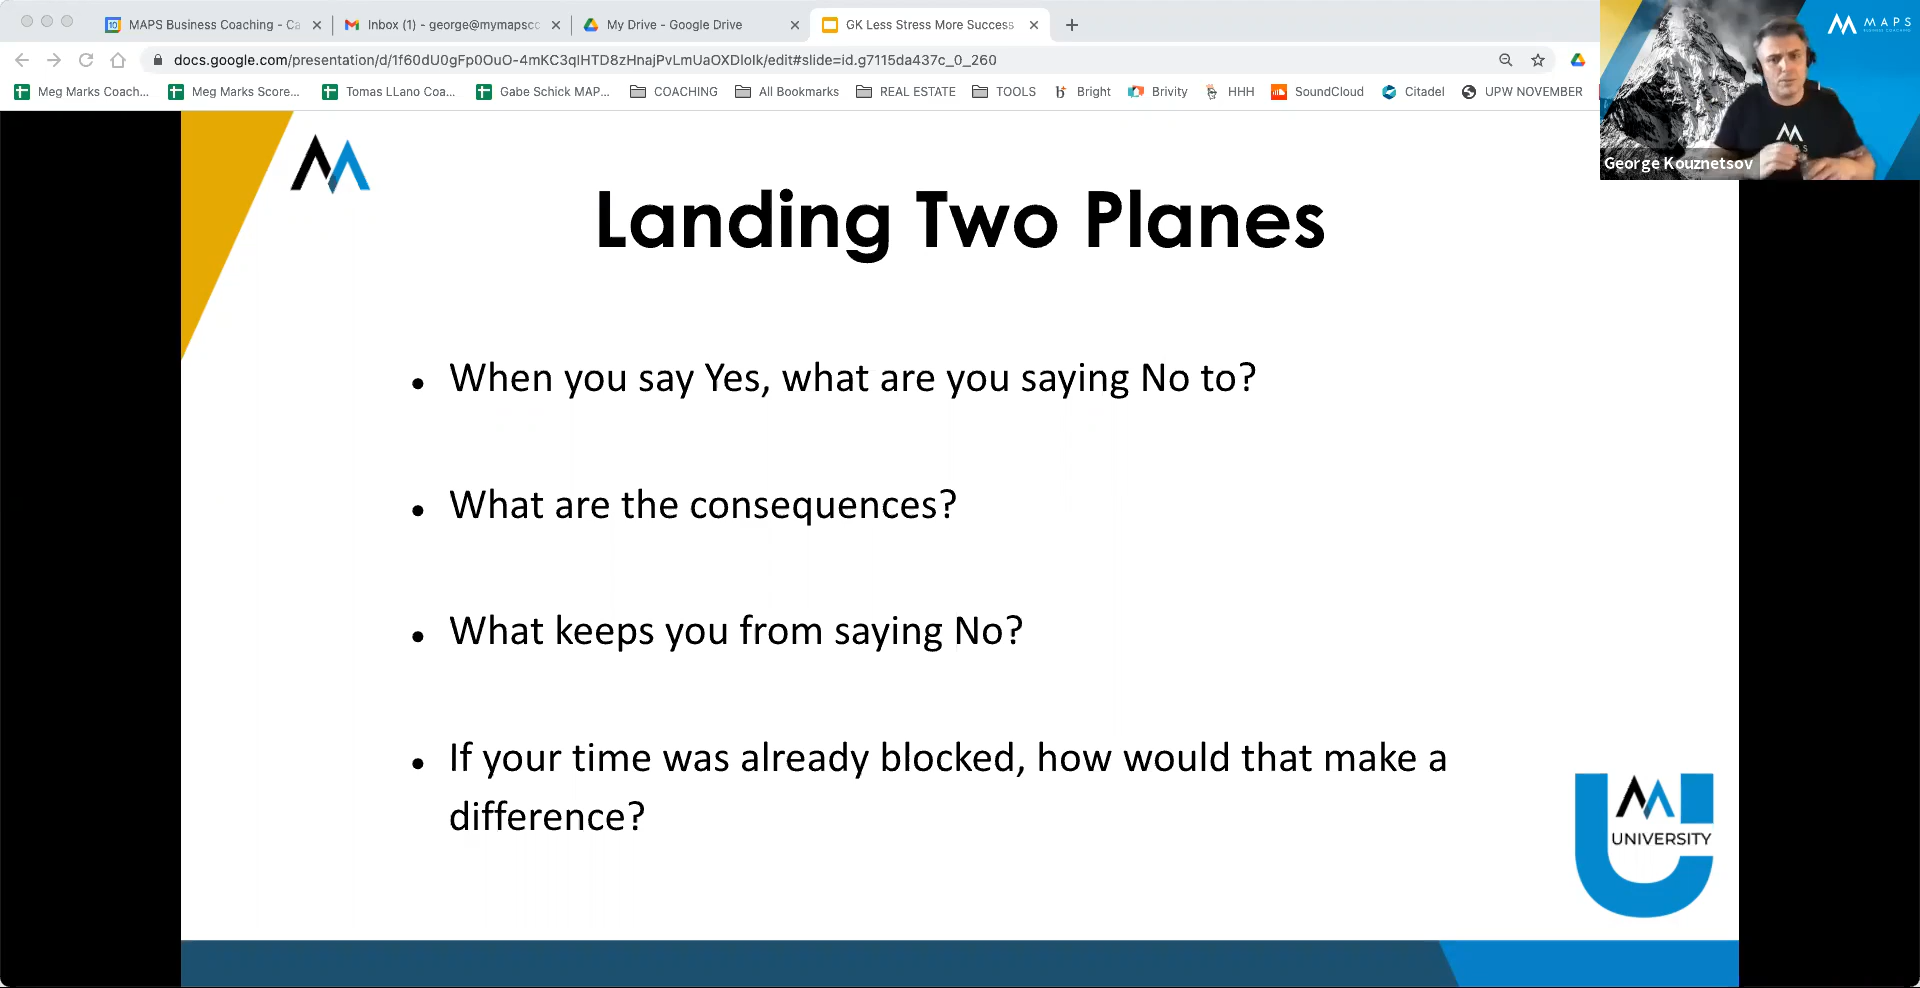 MAPS Business Coaching - Ca
Inbox (1) - george@mymapscc
My Drive - Google Drive
GK Less Stress More Success
docs.google.com/presentation/d/1f60dU0gFp0OuO-4mKC3qIHTD8zHnajPvLmUaOXDIoIk/edit#slide=id.g7115da437c_0_260
Meg Marks Coach... Meg Marks Score... Tomas LLano Coa... Gabe Schick MAP... COACHING All Bookmarks REAL ESTATE TOOLS Bright Brivity HHH SoundCloud Citadel UPW NOVEMBER
MAPS
BUSINESS COACHING
George Kouznetsov
Landing Two Planes
• When you say Yes, what are you saying No to?
• What are the consequences?
• What keeps you from saying No?
• If your time was already blocked, how would that make a
difference?
UNIVERSITY